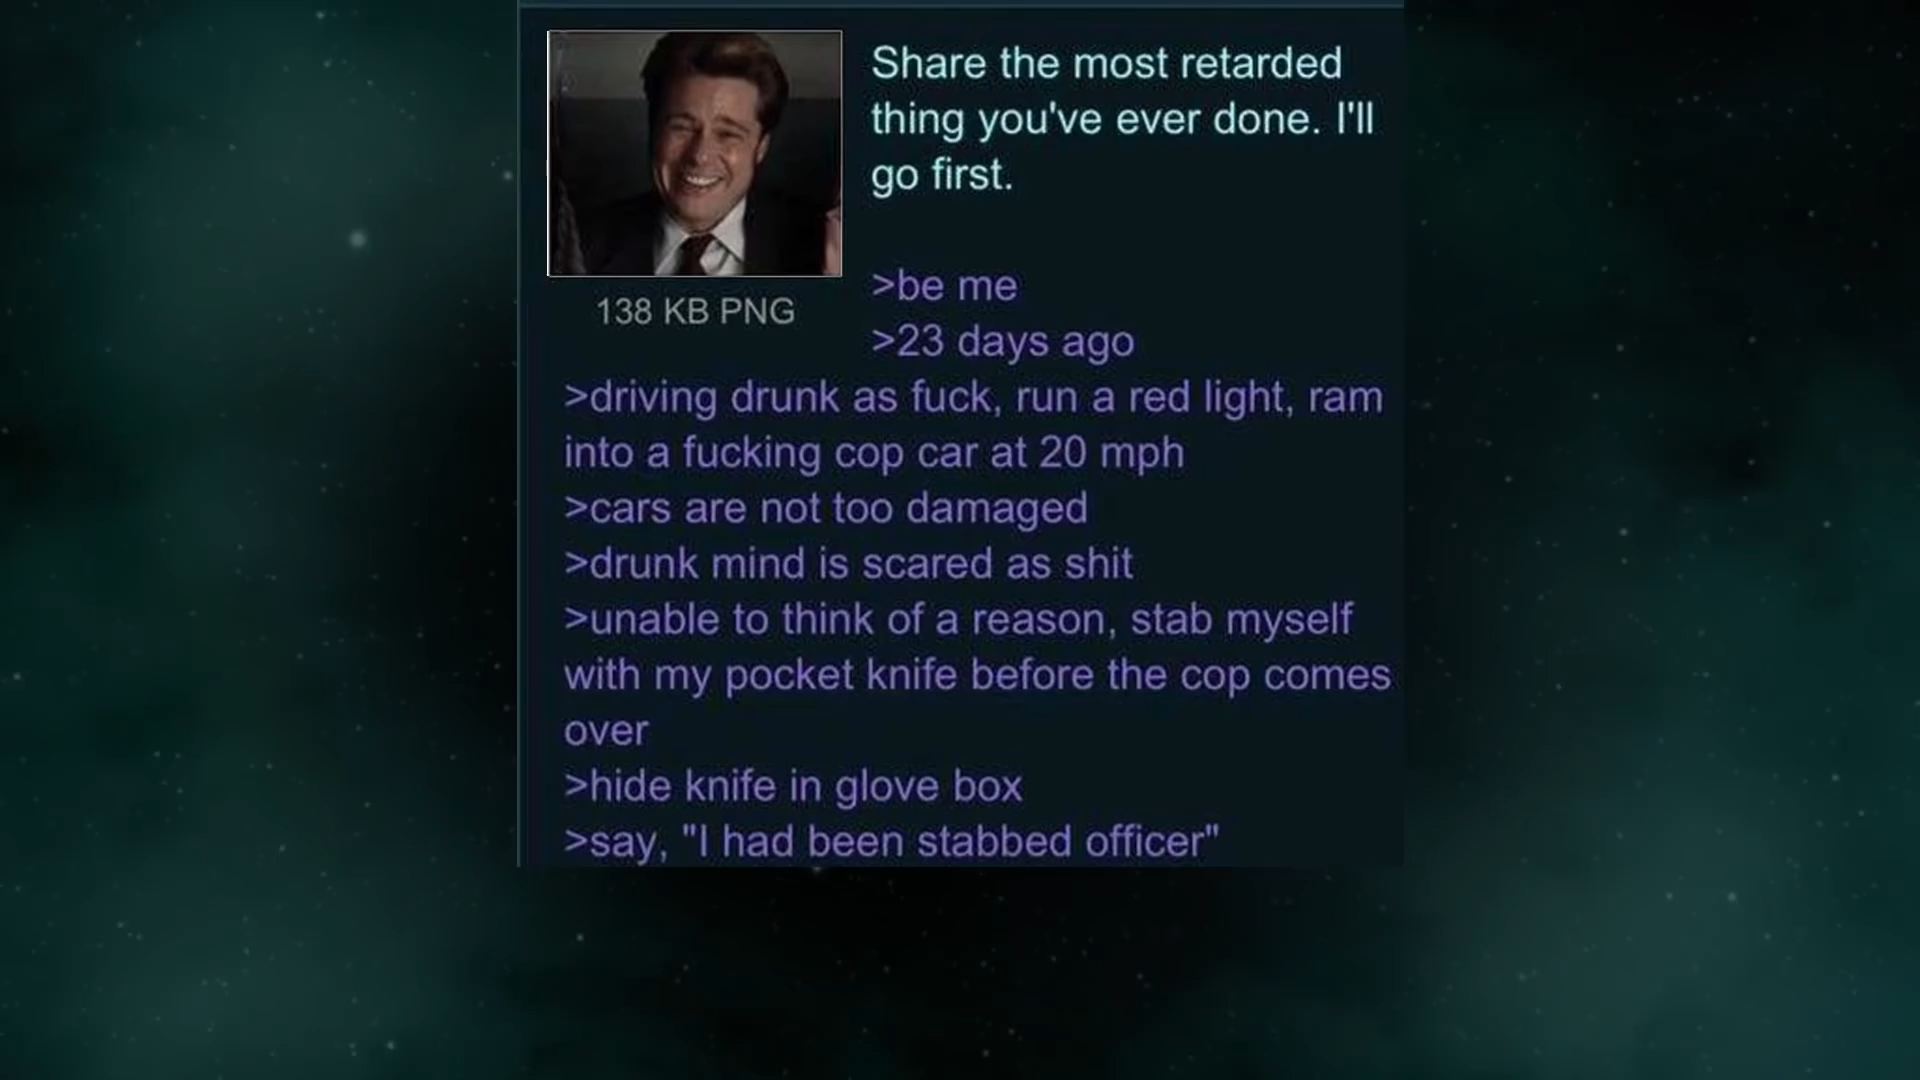 Share the most retarded
thing you've ever done. I'll
go first.
>be me
138 KB PNG
>23 days ago
>driving drunk as fuck, run a red light, ram
into a fucking cop car at 20 mph
>cars are not too damaged
>drunk mind is scared as shit
>unable to think of a reason, stab myself
with my pocket knife before the cop comes
over
>hide knife in glove box
>say, "I had been stabbed officer"